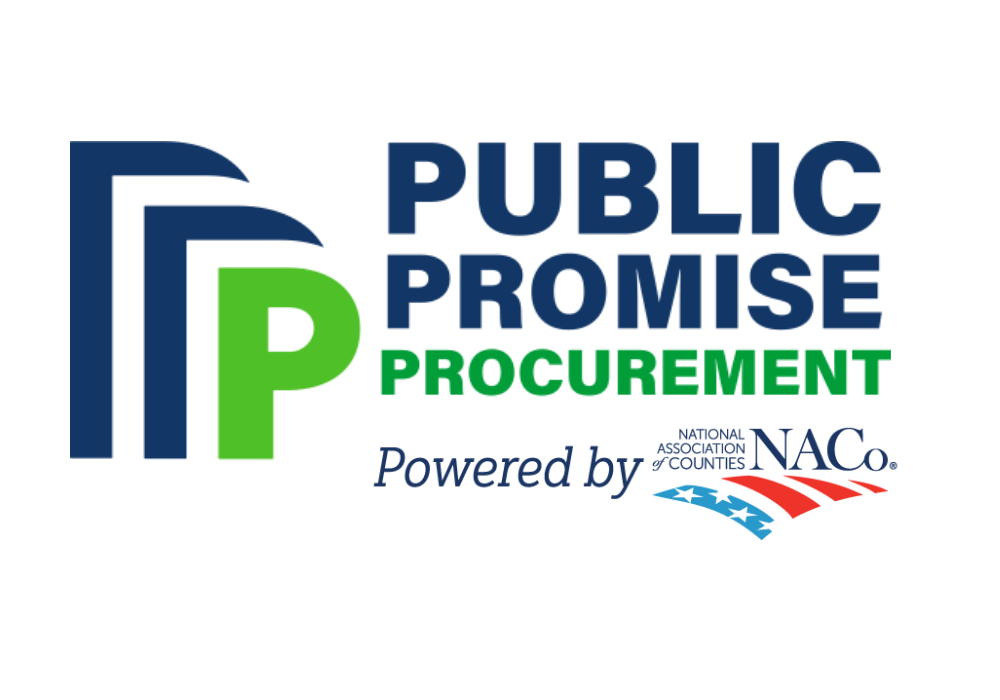 P
PUBLIC
PROMISE
PROCUREMENT
Powered by
NATIONAL
ASSOCIATION
of COUNTIES
NACo®